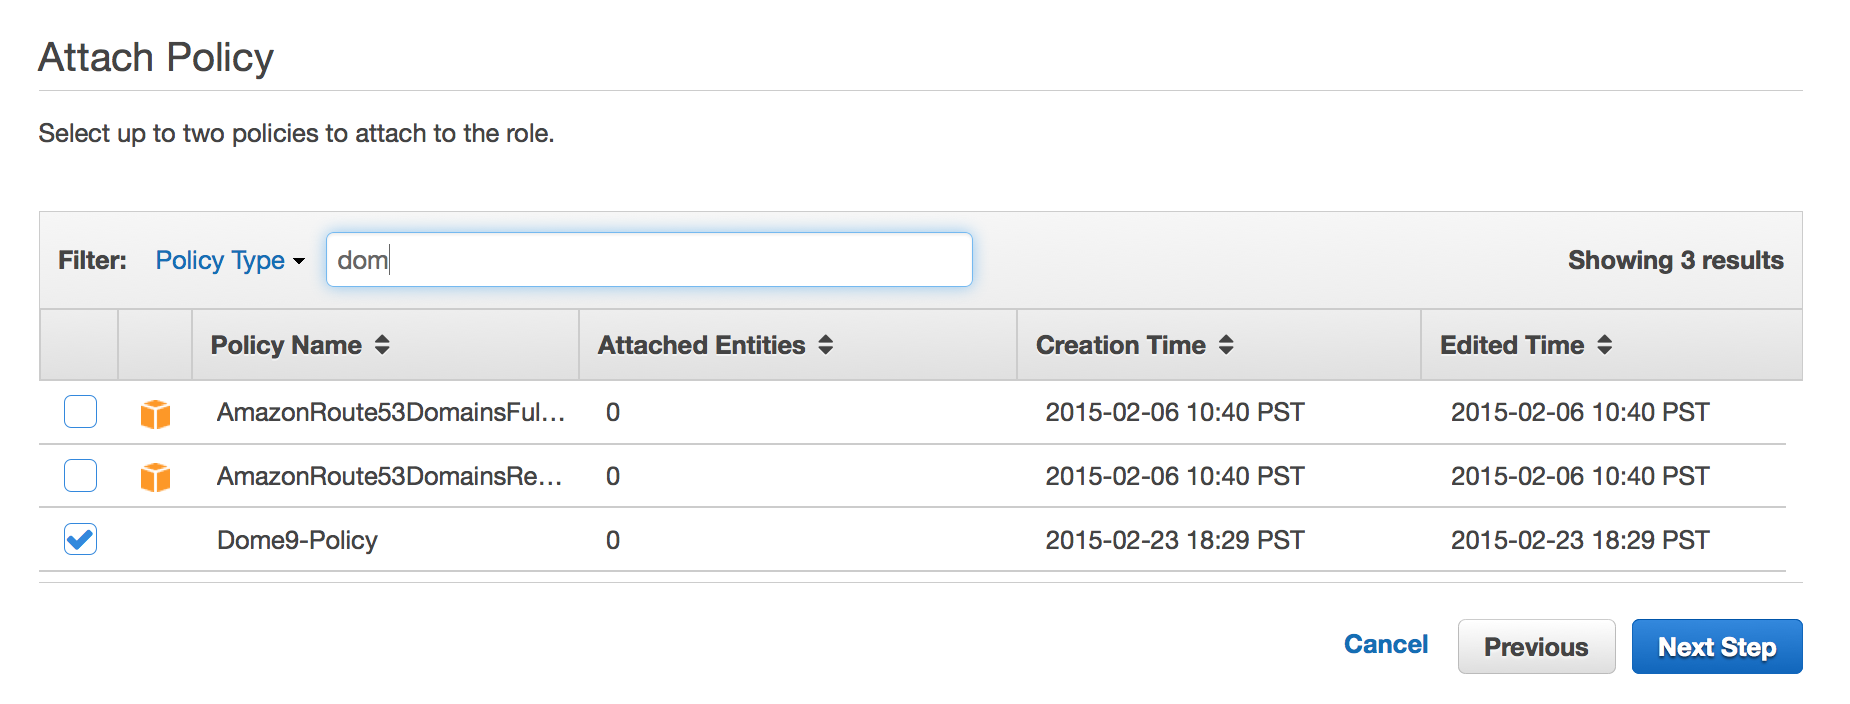 Attach Policy
Select up to two policies to attach to the role.
Filter: Policy Type dom Showing 3 results
Policy Name Attached Entities Creation Time Edited Time
AmazonRoute53DomainsFul... 0 2015-02-06 10:40 PST 2015-02-06 10:40 PST
AmazonRoute53DomainsRe... 0 2015-02-06 10:40 PST 2015-02-06 10:40 PST
Dome9-Policy 0 2015-02-23 18:29 PST 2015-02-23 18:29 PST
Cancel Previous Next Step